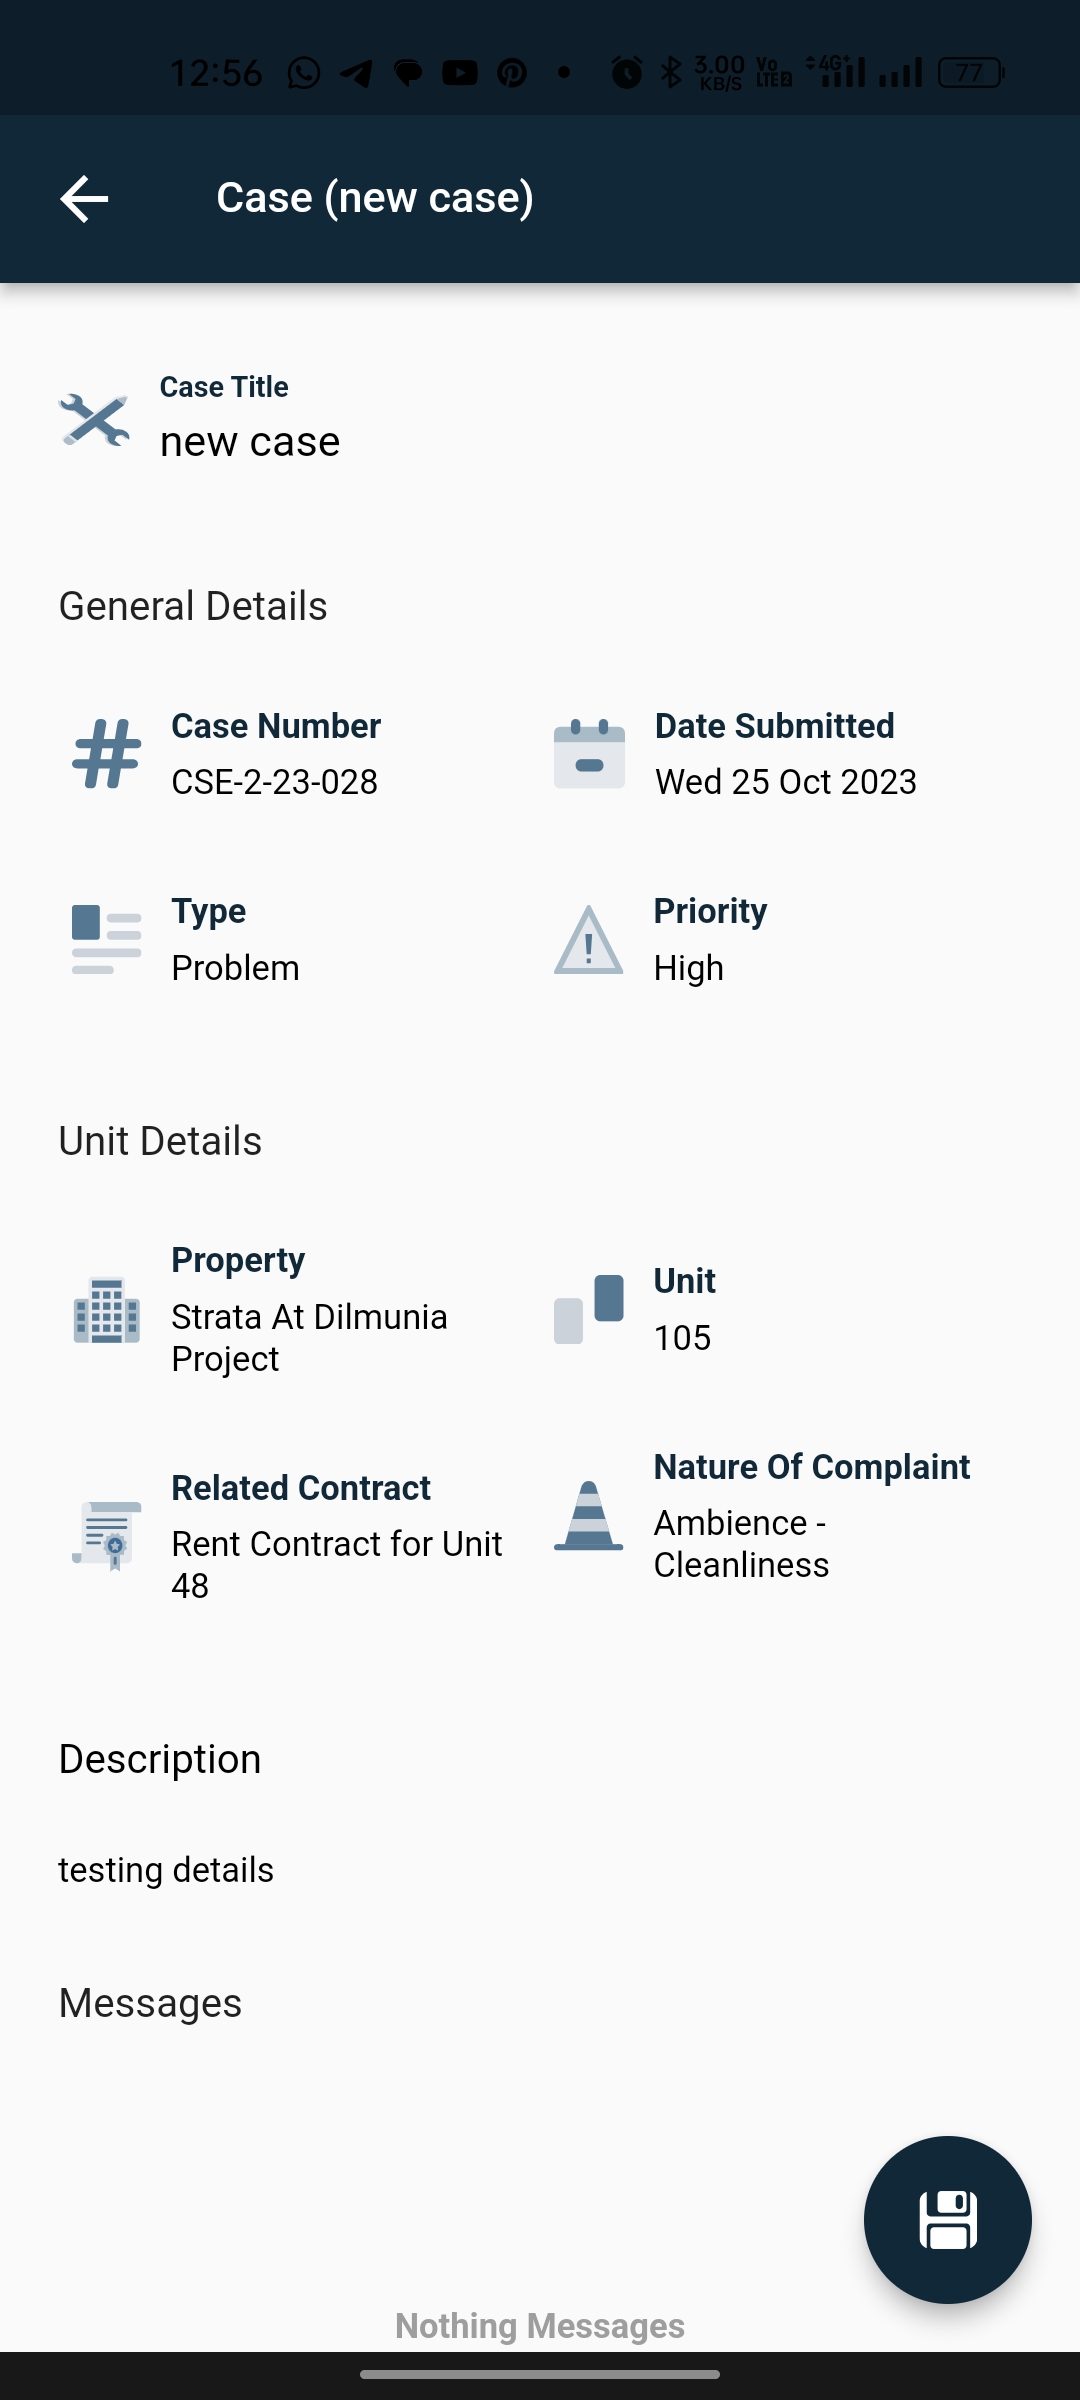 12:56
3.00
KB/S
Vo
LTE 2
4G+
77
Case (new case)
Case Title
new case
General Details
Case Number
CSE-2-23-028
Date Submitted
Wed 25 Oct 2023
Type
Problem
Priority
High
Unit Details
Property
Strata At Dilmunia
Project
Unit
105
Related Contract
Rent Contract for Unit
48
Nature Of Complaint
Ambience -
Cleanliness
Description
testing details
Messages
Nothing Messages